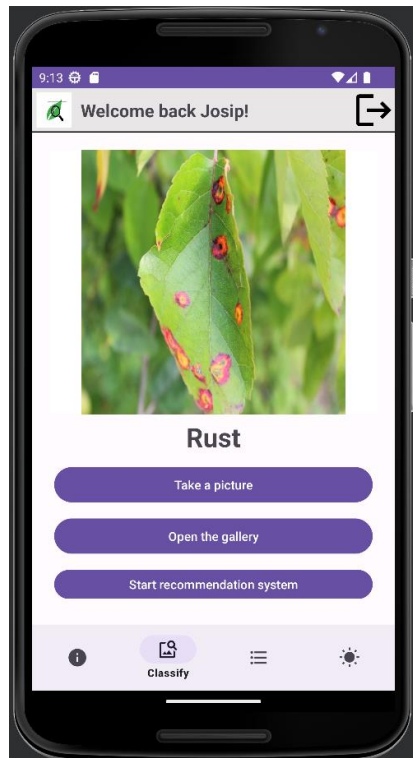 9:13
Welcome back Josip!
Rust
Take a picture
Open the gallery
Start recommendation system
Classify